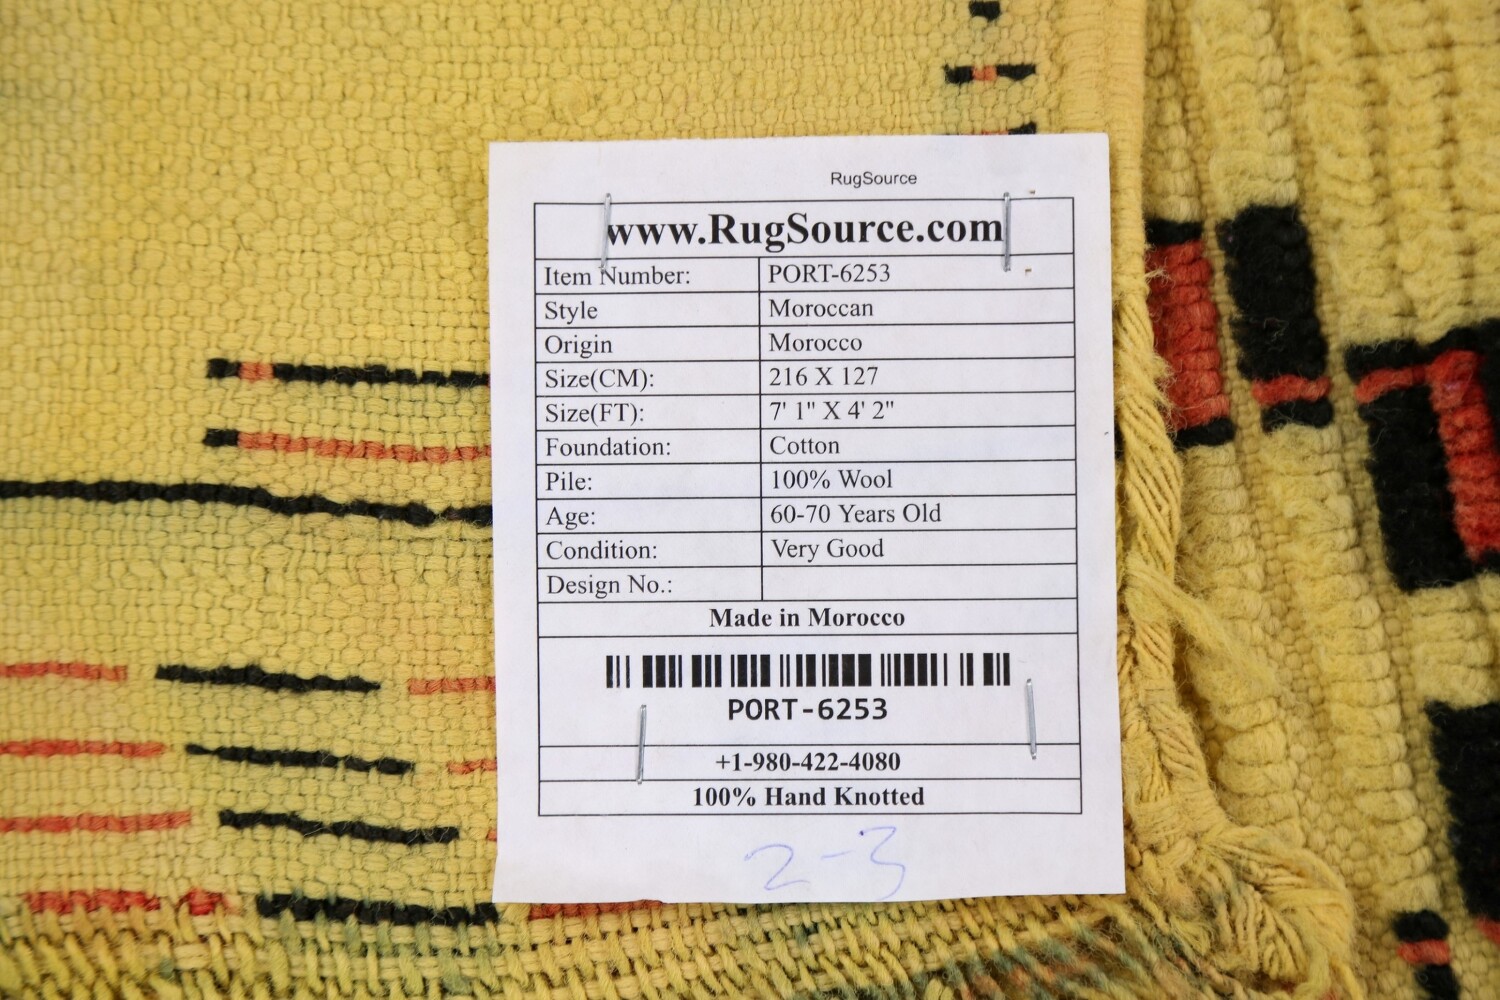 RugSource
www.RugSource.com
Item Number: PORT-6253
Style Moroccan
Origin Morocco
Size(CM): 216 X 127
Size(FT): 7' 1" X 4' 2"
Foundation: Cotton
Pile: 100% Wool
Age: 60-70 Years Old
Condition: Very Good
Design No.:
Made in Morocco
PORT-6253
+1-980-422-4080
100% Hand Knotted
2-3